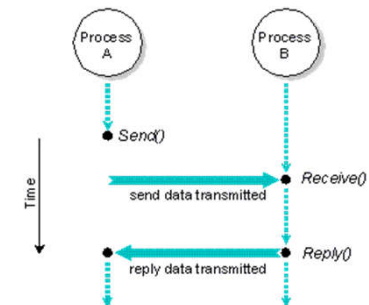 Process
A
Process
B
Send()
Time
Receive()
send data transmitted
Reply()
reply data transmitted